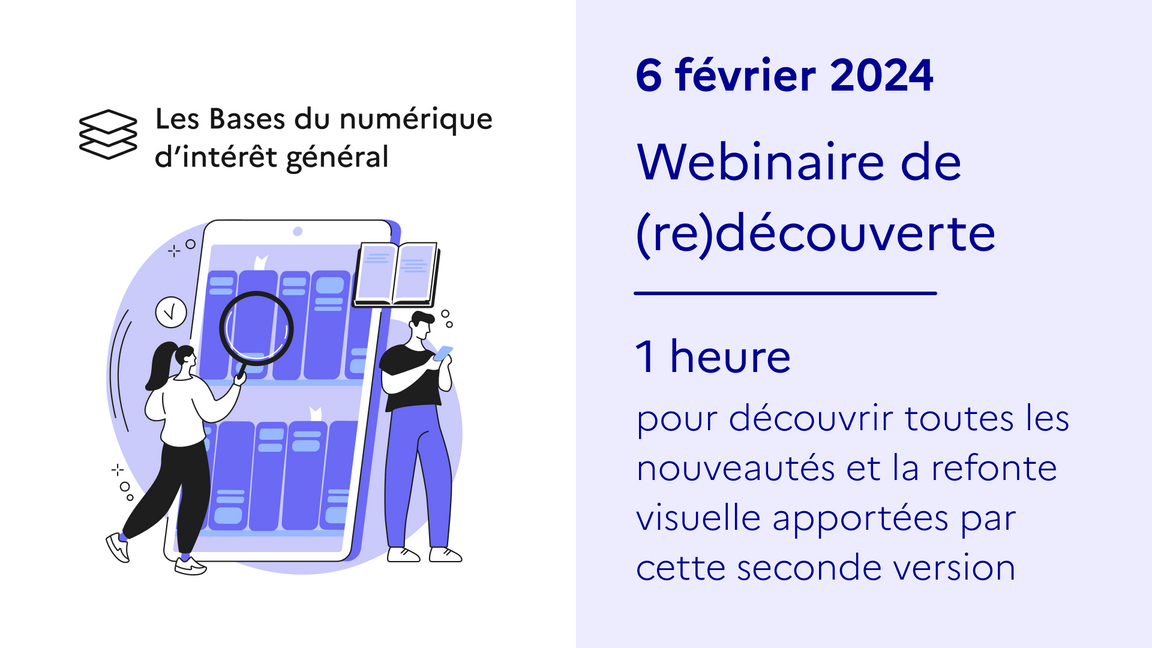 Les Bases du numérique
d’intérêt général
6 février 2024
Webinaire de
(re)découverte
1 heure
pour découvrir toutes les
nouveautés et la refonte
visuelle apportées par
cette seconde version